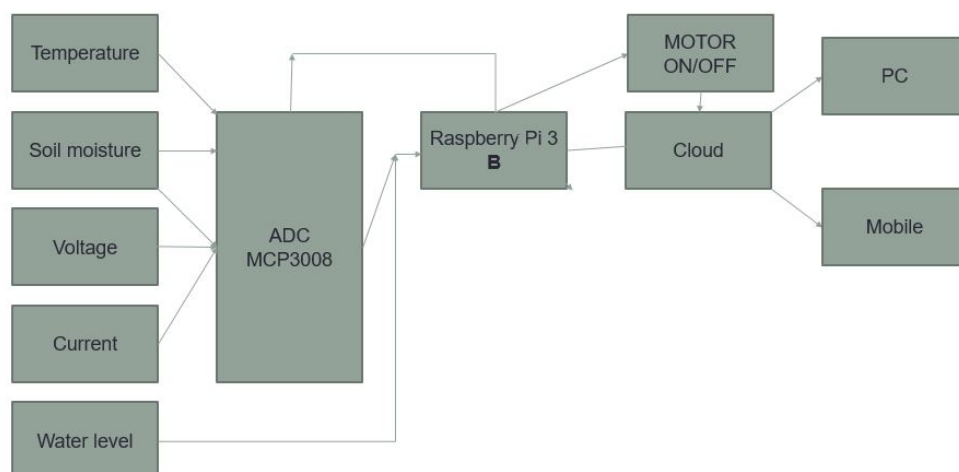 Temperature
Soil moisture
Voltage
Current
Water level
ADC
MCP3008
Raspberry Pi 3
B
MOTOR
ON/OFF
Cloud
PC
Mobile